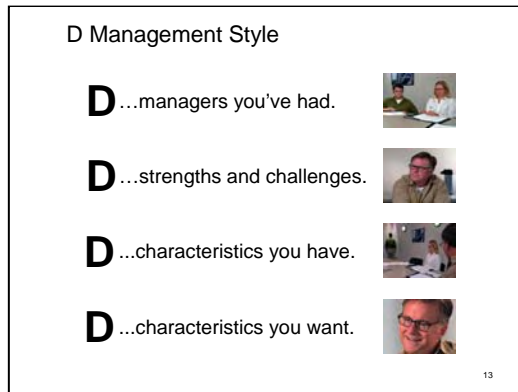 D Management Style
D…managers you’ve had.
D…strengths and challenges.
D...characteristics you have.
D...characteristics you want.
13